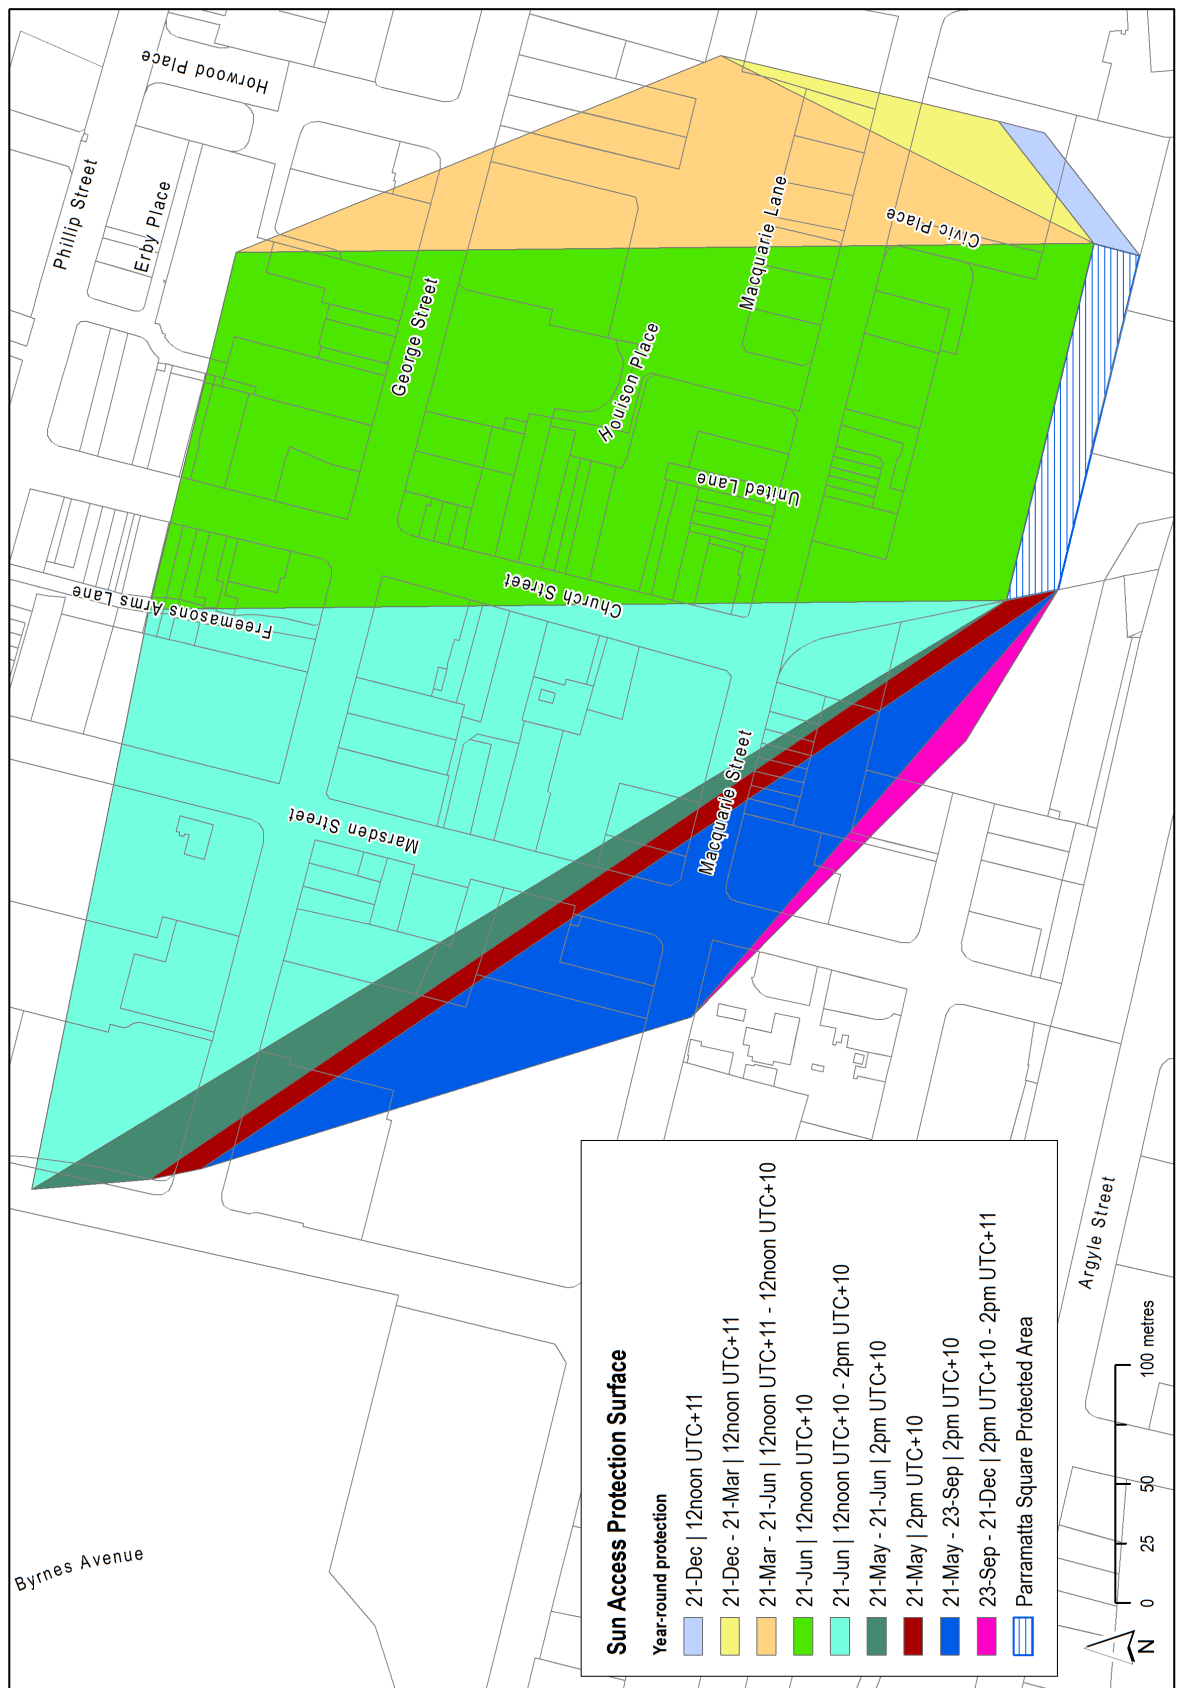 Horwood Place
Phillip Street
Erby Place
Macquarie Lane
Civic Place
George Street
Houison Place
United Lane
Church Street
Freemasons Arms Lane
Marsden Street
Macquarie Street
Argyle Street
Byrnes Avenue
Sun Access Protection Surface
Year-round protection
21-Dec | 12noon UTC+11
21-Dec - 21-Mar | 12noon UTC+11
21-Mar - 21-Jun | 12noon UTC+11 - 12noon UTC+10
21-Jun | 12noon UTC+10
21-Jun | 12noon UTC+10 - 2pm UTC+10
21-May - 21-Jun | 2pm UTC+10
21-May | 2pm UTC+10
21-May - 23-Sep | 2pm UTC+10
23-Sep - 21-Dec | 2pm UTC+10 - 2pm UTC+11
Parramatta Square Protected Area
N
0 25 50 100 metres